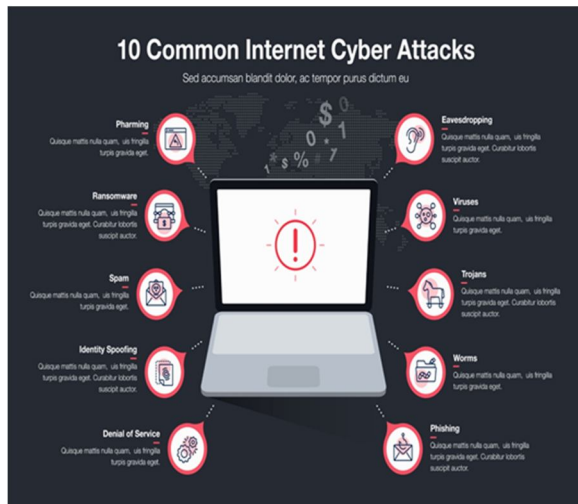 10 Common Internet Cyber Attacks
Sed accumsan blandit dolor, ac tempor purus dictum eu
Pharming
Quisque mattis nulla quam, uis fringilla
turpis gravida eget.
Ransomware
Quisque mattis nulla quam, uis fringilla
turpis gravida eget. Curabitur lobortis
suscipit auctor.
Spam
Quisque mattis nulla quam, uis fringilla
turpis gravida eget.
Identity Spoofing
Quisque mattis nulla quam, uis fringilla
turpis gravida eget. Curabitur lobortis
suscipit auctor.
Denial of Service
Quisque mattis nulla quam, uis fringilla
turpis gravida eget.
Eavesdropping
Quisque mattis nulla quam, uis fringilla
turpis gravida eget. Curabitur lobortis
suscipit auctor.
Viruses
Quisque mattis nulla quam, uis fringilla
turpis gravida eget.
Trojans
Quisque mattis nulla quam, uis fringilla
turpis gravida eget. Curabitur lobortis
suscipit auctor.
Worms
Quisque mattis nulla quam, uis fringilla
turpis gravida eget.
Phishing
Quisque mattis nulla quam, uis fringilla
turpis gravida eget. Curabitur lobortis
suscipit auctor.